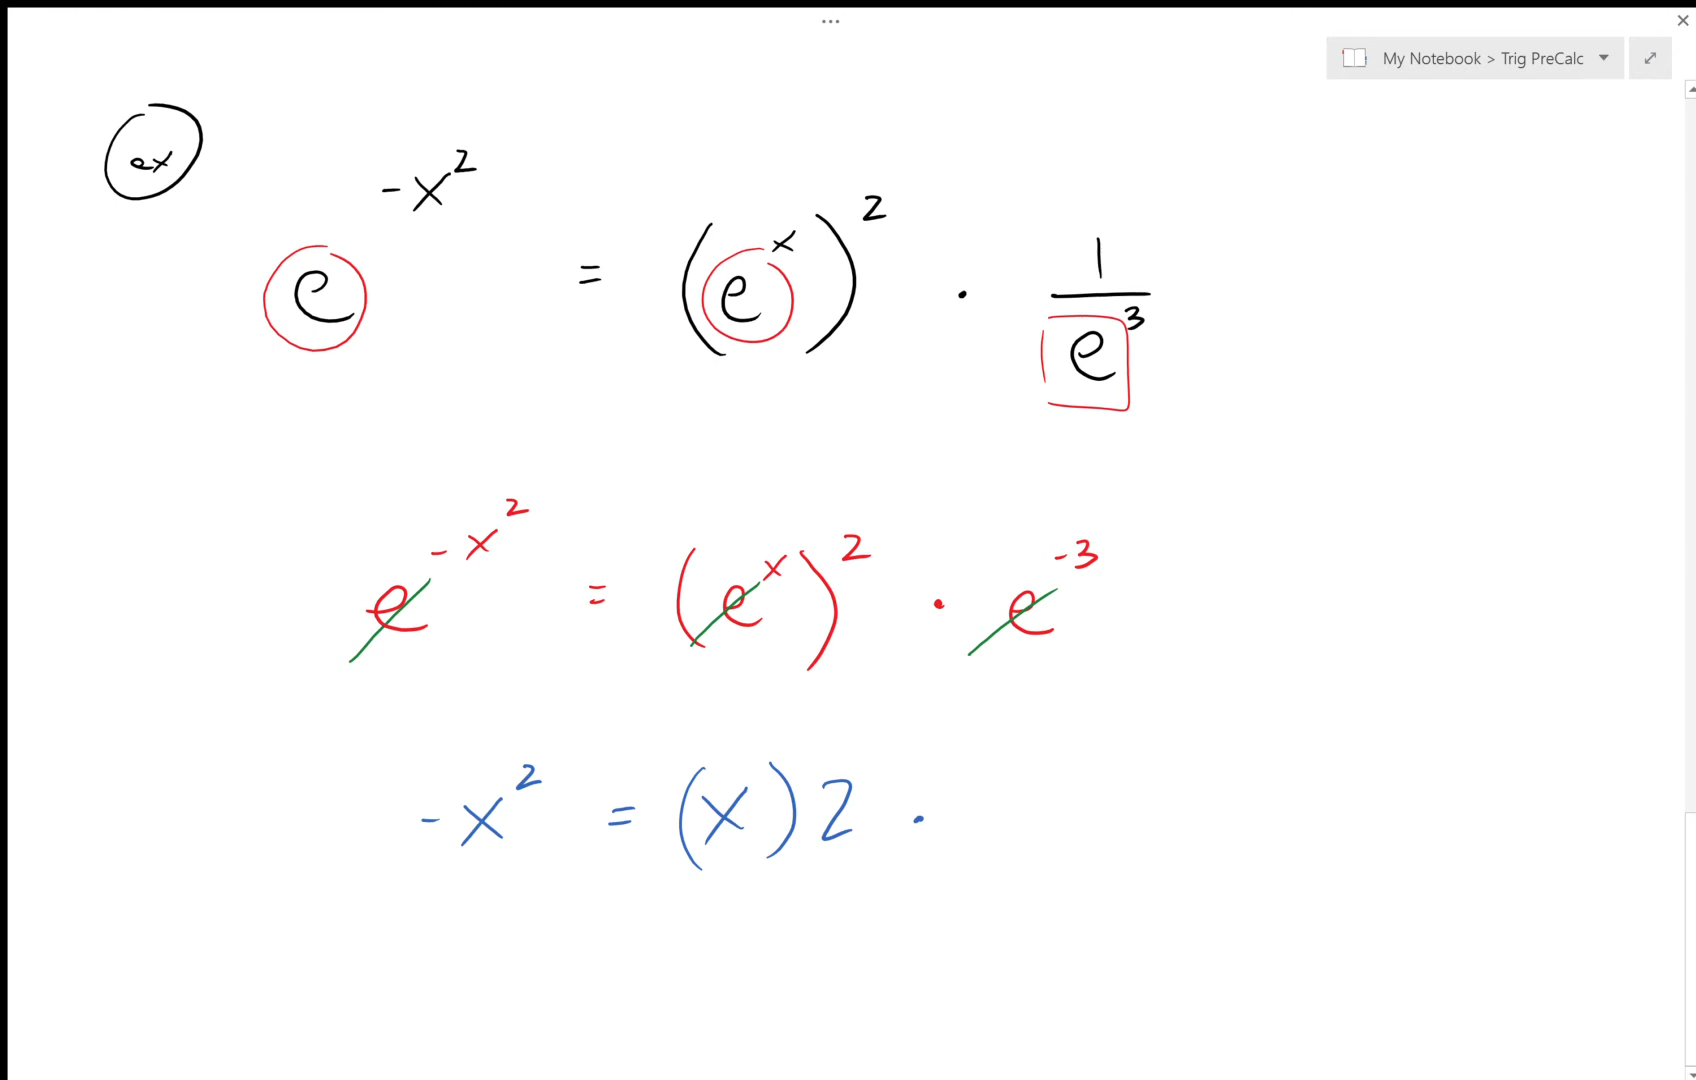 My Notebook > Trig PreCalc
ex
e^{-x^2} = (e^x)^2 · 1/e^3
e^{-x^2} = (e^x)^2 · e^{-3}
-x^2 = (x)2 ·